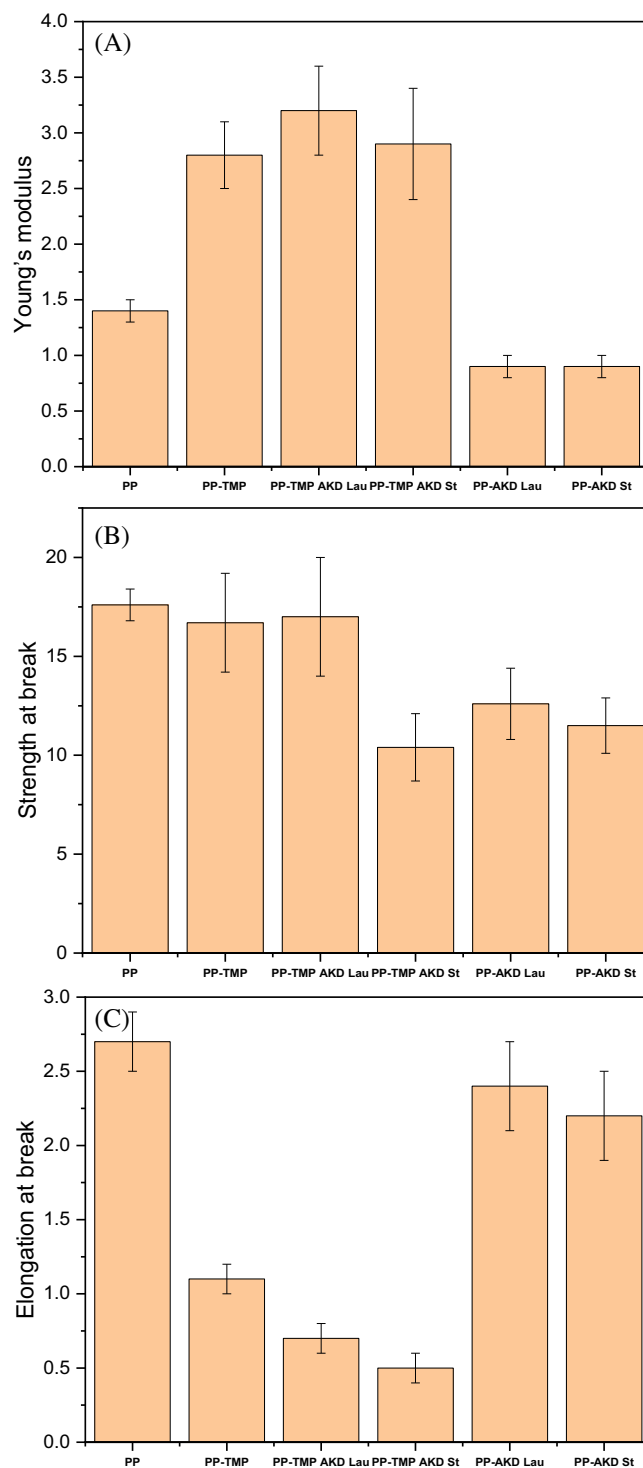 (A)
Young's modulus
4.0
3.5
3.0
2.5
2.0
1.5
1.0
0.5
0.0
PP PP-TMP PP-TMP AKD Lau PP-TMP AKD St PP-AKD Lau PP-AKD St
(B)
Strength at break
20
15
10
5
0
PP PP-TMP PP-TMP AKD Lau PP-TMP AKD St PP-AKD Lau PP-AKD St
(C)
Elongation at break
3.0
2.5
2.0
1.5
1.0
0.5
0.0
PP PP-TMP PP-TMP AKD Lau PP-TMP AKD St PP-AKD Lau PP-AKD St